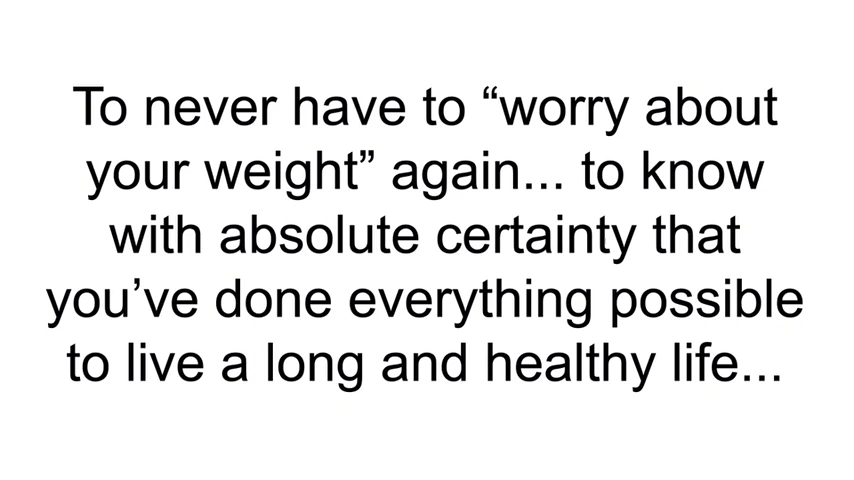 To never have to “worry about
your weight” again... to know
with absolute certainty that
you’ve done everything possible
to live a long and healthy life...